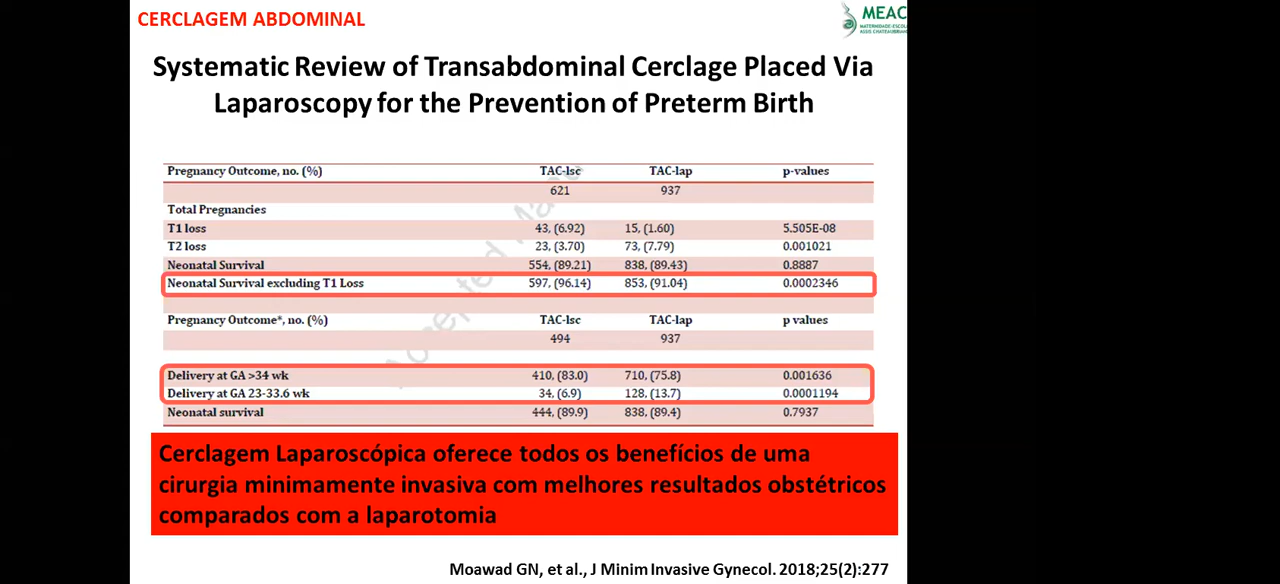 CERCLAGEM ABDOMINAL
MEAC
MATERNIDADE-ESCOLA
ASSIS CHATEAUBRIAND
Systematic Review of Transabdominal Cerclage Placed Via
Laparoscopy for the Prevention of Preterm Birth
Pregnancy Outcome, no. (%) TAC-lsc TAC-lap p-values
621 937
Total Pregnancies
T1 loss 43, (6.92) 15, (1.60) 5.505E-08
T2 loss 23, (3.70) 73, (7.79) 0.001021
Neonatal Survival 554, (89.21) 838, (89.43) 0.8887
Neonatal Survival excluding T1 Loss 597, (96.14) 853, (91.04) 0.0002346
Pregnancy Outcome*, no. (%) TAC-lsc TAC-lap p values
494 937
Delivery at GA >34 wk 410, (83.0) 710, (75.8) 0.001636
Delivery at GA 23-33.6 wk 34, (6.9) 128, (13.7) 0.0001194
Neonatal survival 444, (89.9) 838, (89.4) 0.7937
Accepted
Cerclagem Laparoscópica oferece todos os benefícios de uma
cirurgia minimamente invasiva com melhores resultados obstétricos
comparados com a laparotomia
Moawad GN, et al., J Minim Invasive Gynecol. 2018;25(2):277